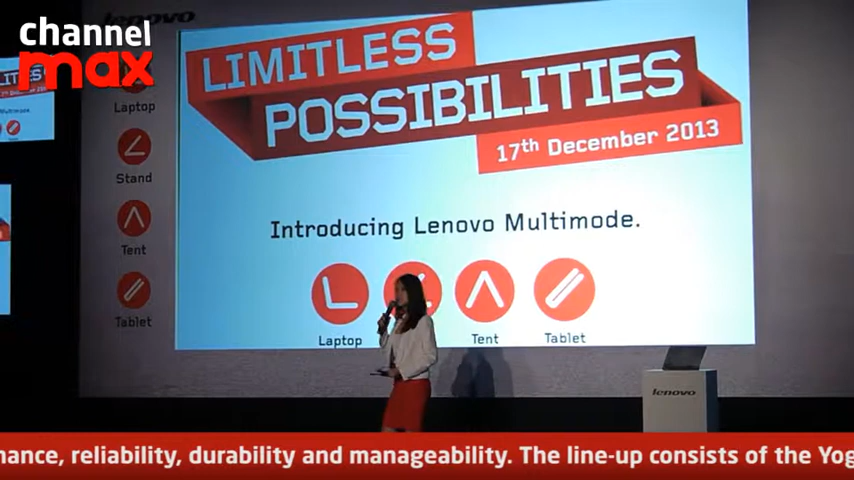 channel
max
lenovo
LIMITLESS
POSSIBILITIES
17th December 2013
Introducing Lenovo Multimode.
Laptop
Tent
Tablet
Laptop
Stand
Tent
Tablet
lenovo
nance, reliability, durability and manageability. The line-up consists of the Yog